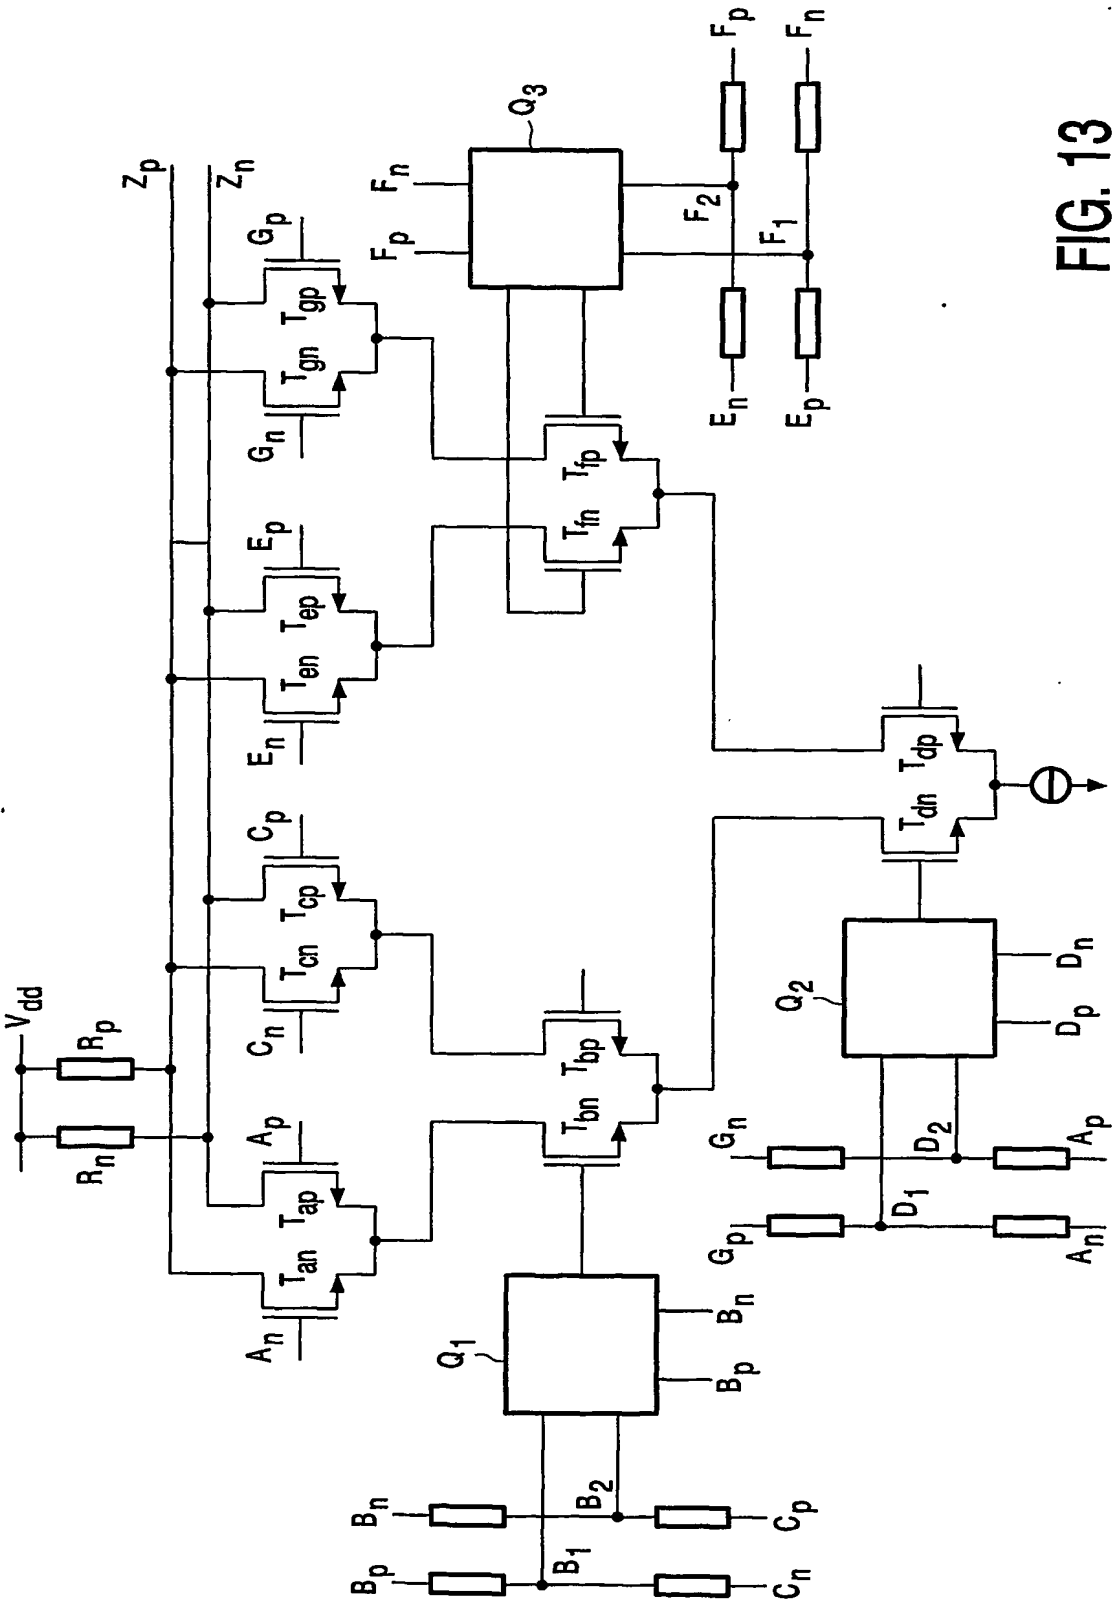 FIG. 13
Vdd
Rn
Rp
Zp
Zn
An
Tan
Tap
Ap
Cn
Tcn
Tcp
Cp
En
Ten
Tep
Ep
Gn
Tgn
Tgp
Gp
Fp
Fn
Q3
Tbn
Tbp
Tfn
Tfp
F2
F1
En
Fp
Ep
Fn
Q1
Bp
Bn
Bp
Bn
B1
B2
Cn
Cp
Tdn
Tdp
Q2
Dp
Dn
Gp
Gn
D1
D2
An
Ap